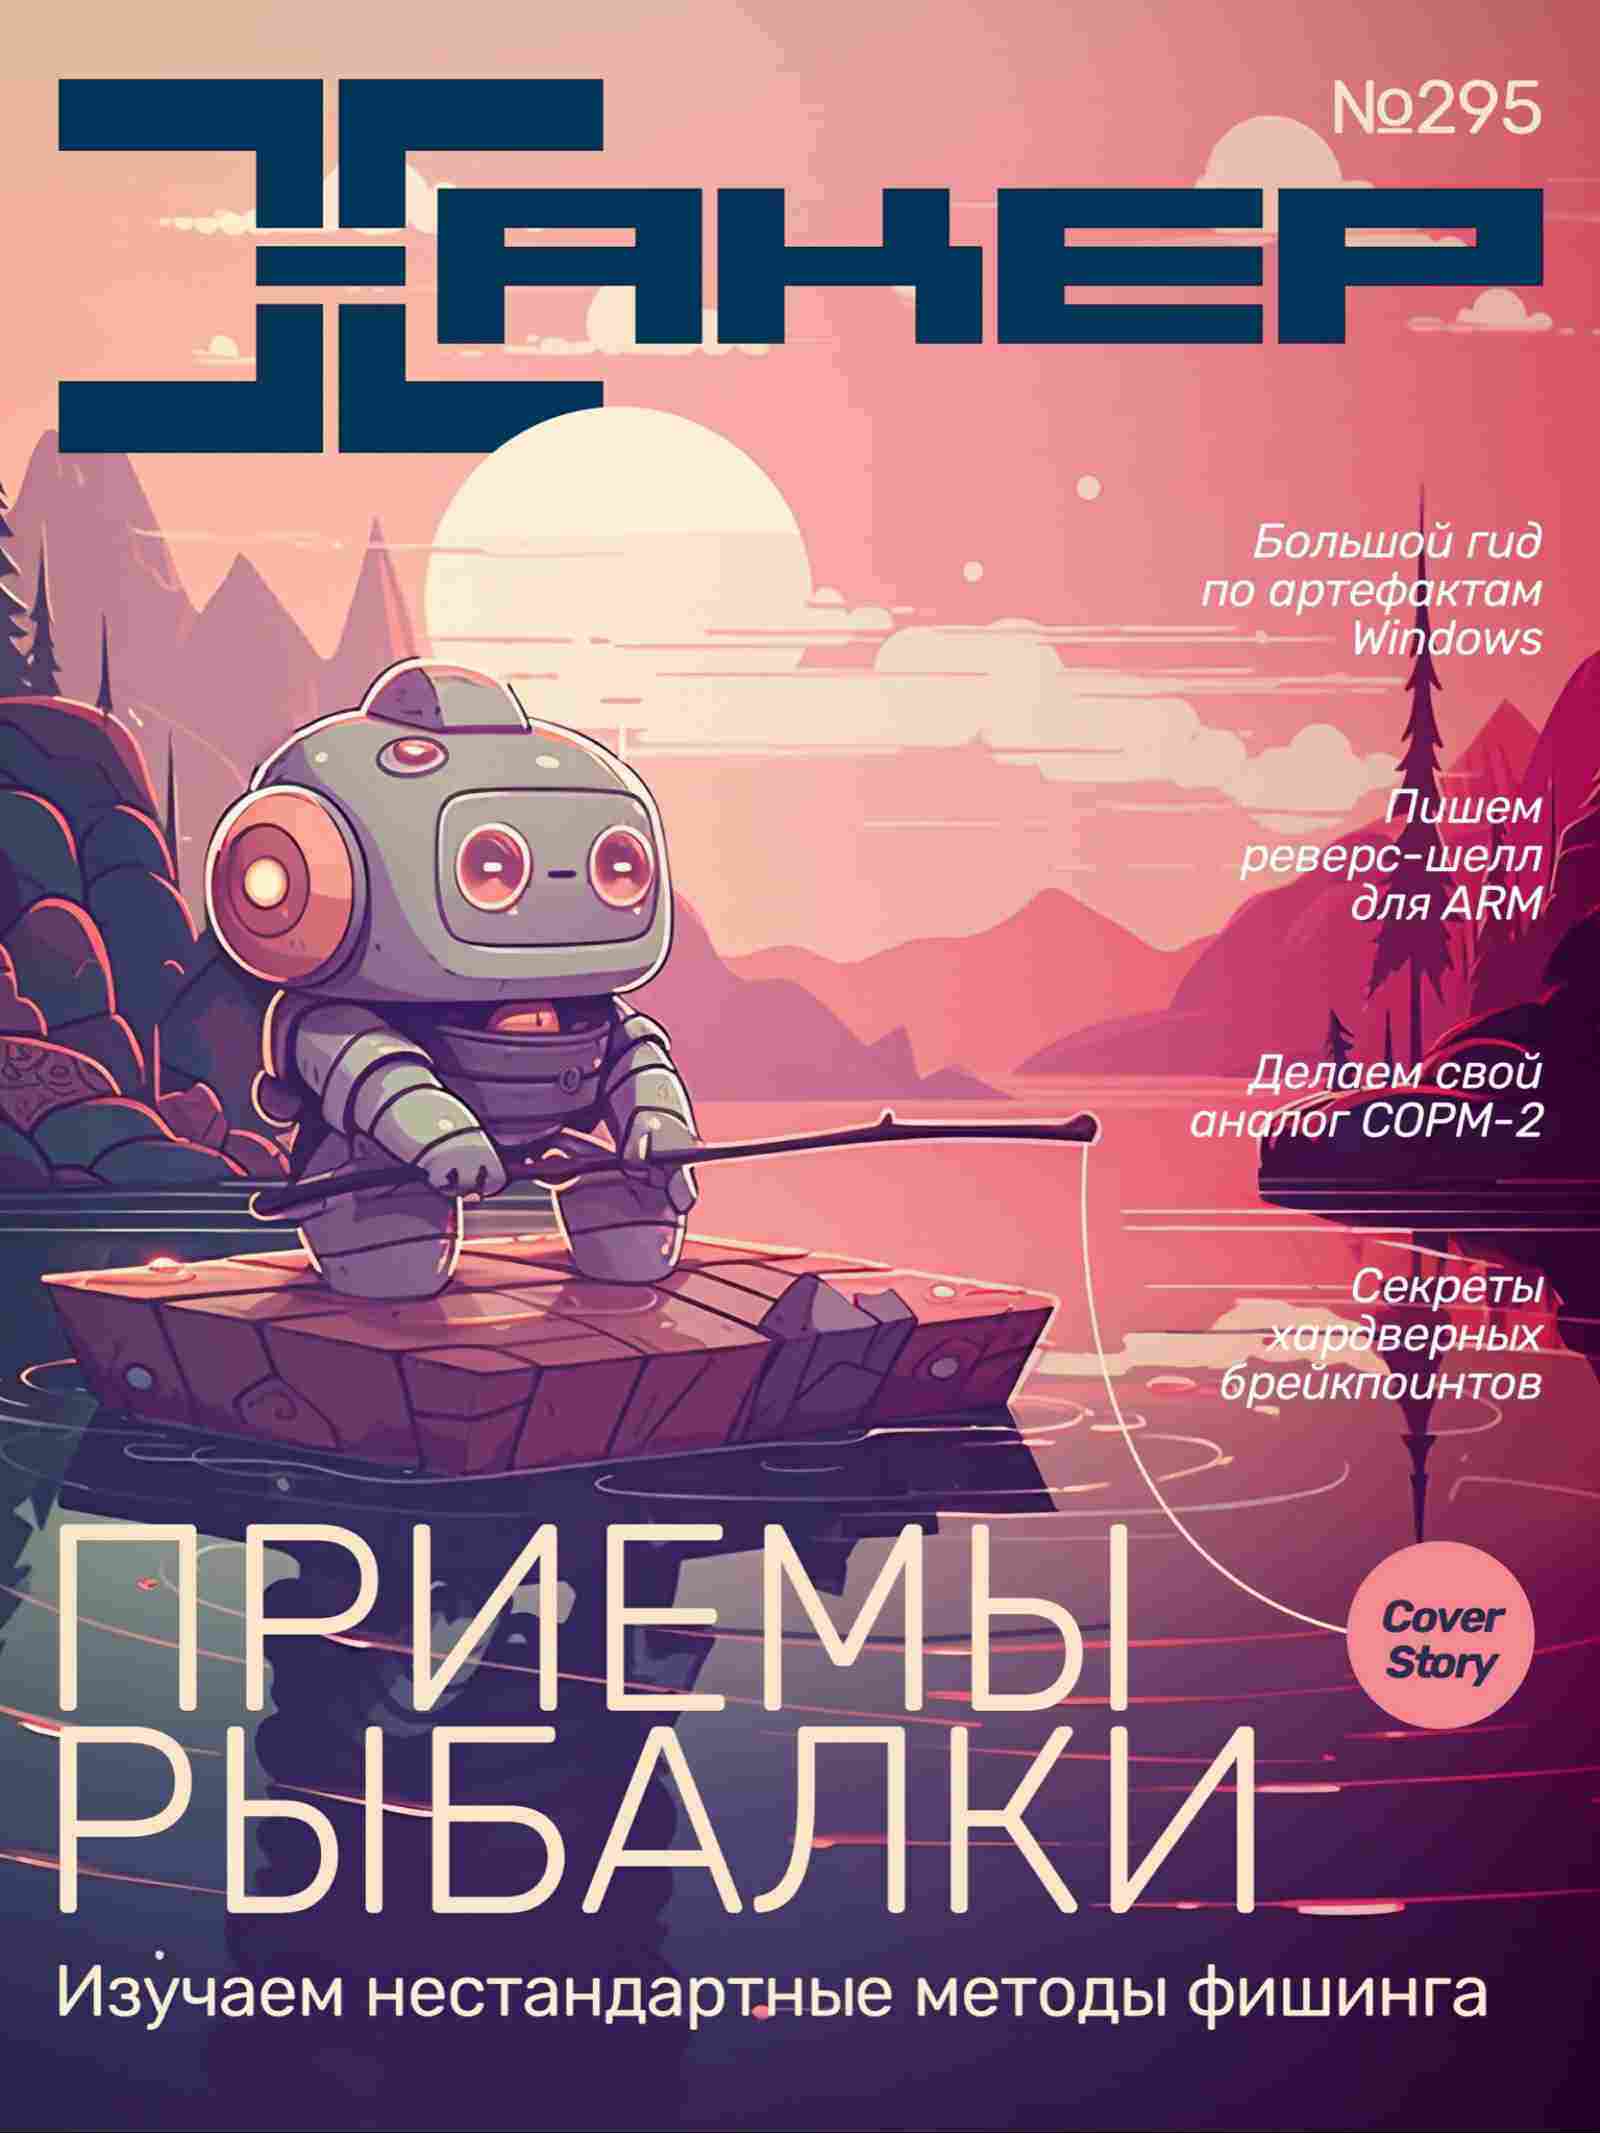 №295
ХАКЕР
Большой гид
по артефактам
Windows
Пишем
реверс-шелл
для ARM
Делаем свой
аналог СОРМ-2
Секреты
хардверных
брейкпоинтов
Cover
Story
ПРИЕМЫ
РЫБАЛКИ
Изучаем нестандартные методы фишинга